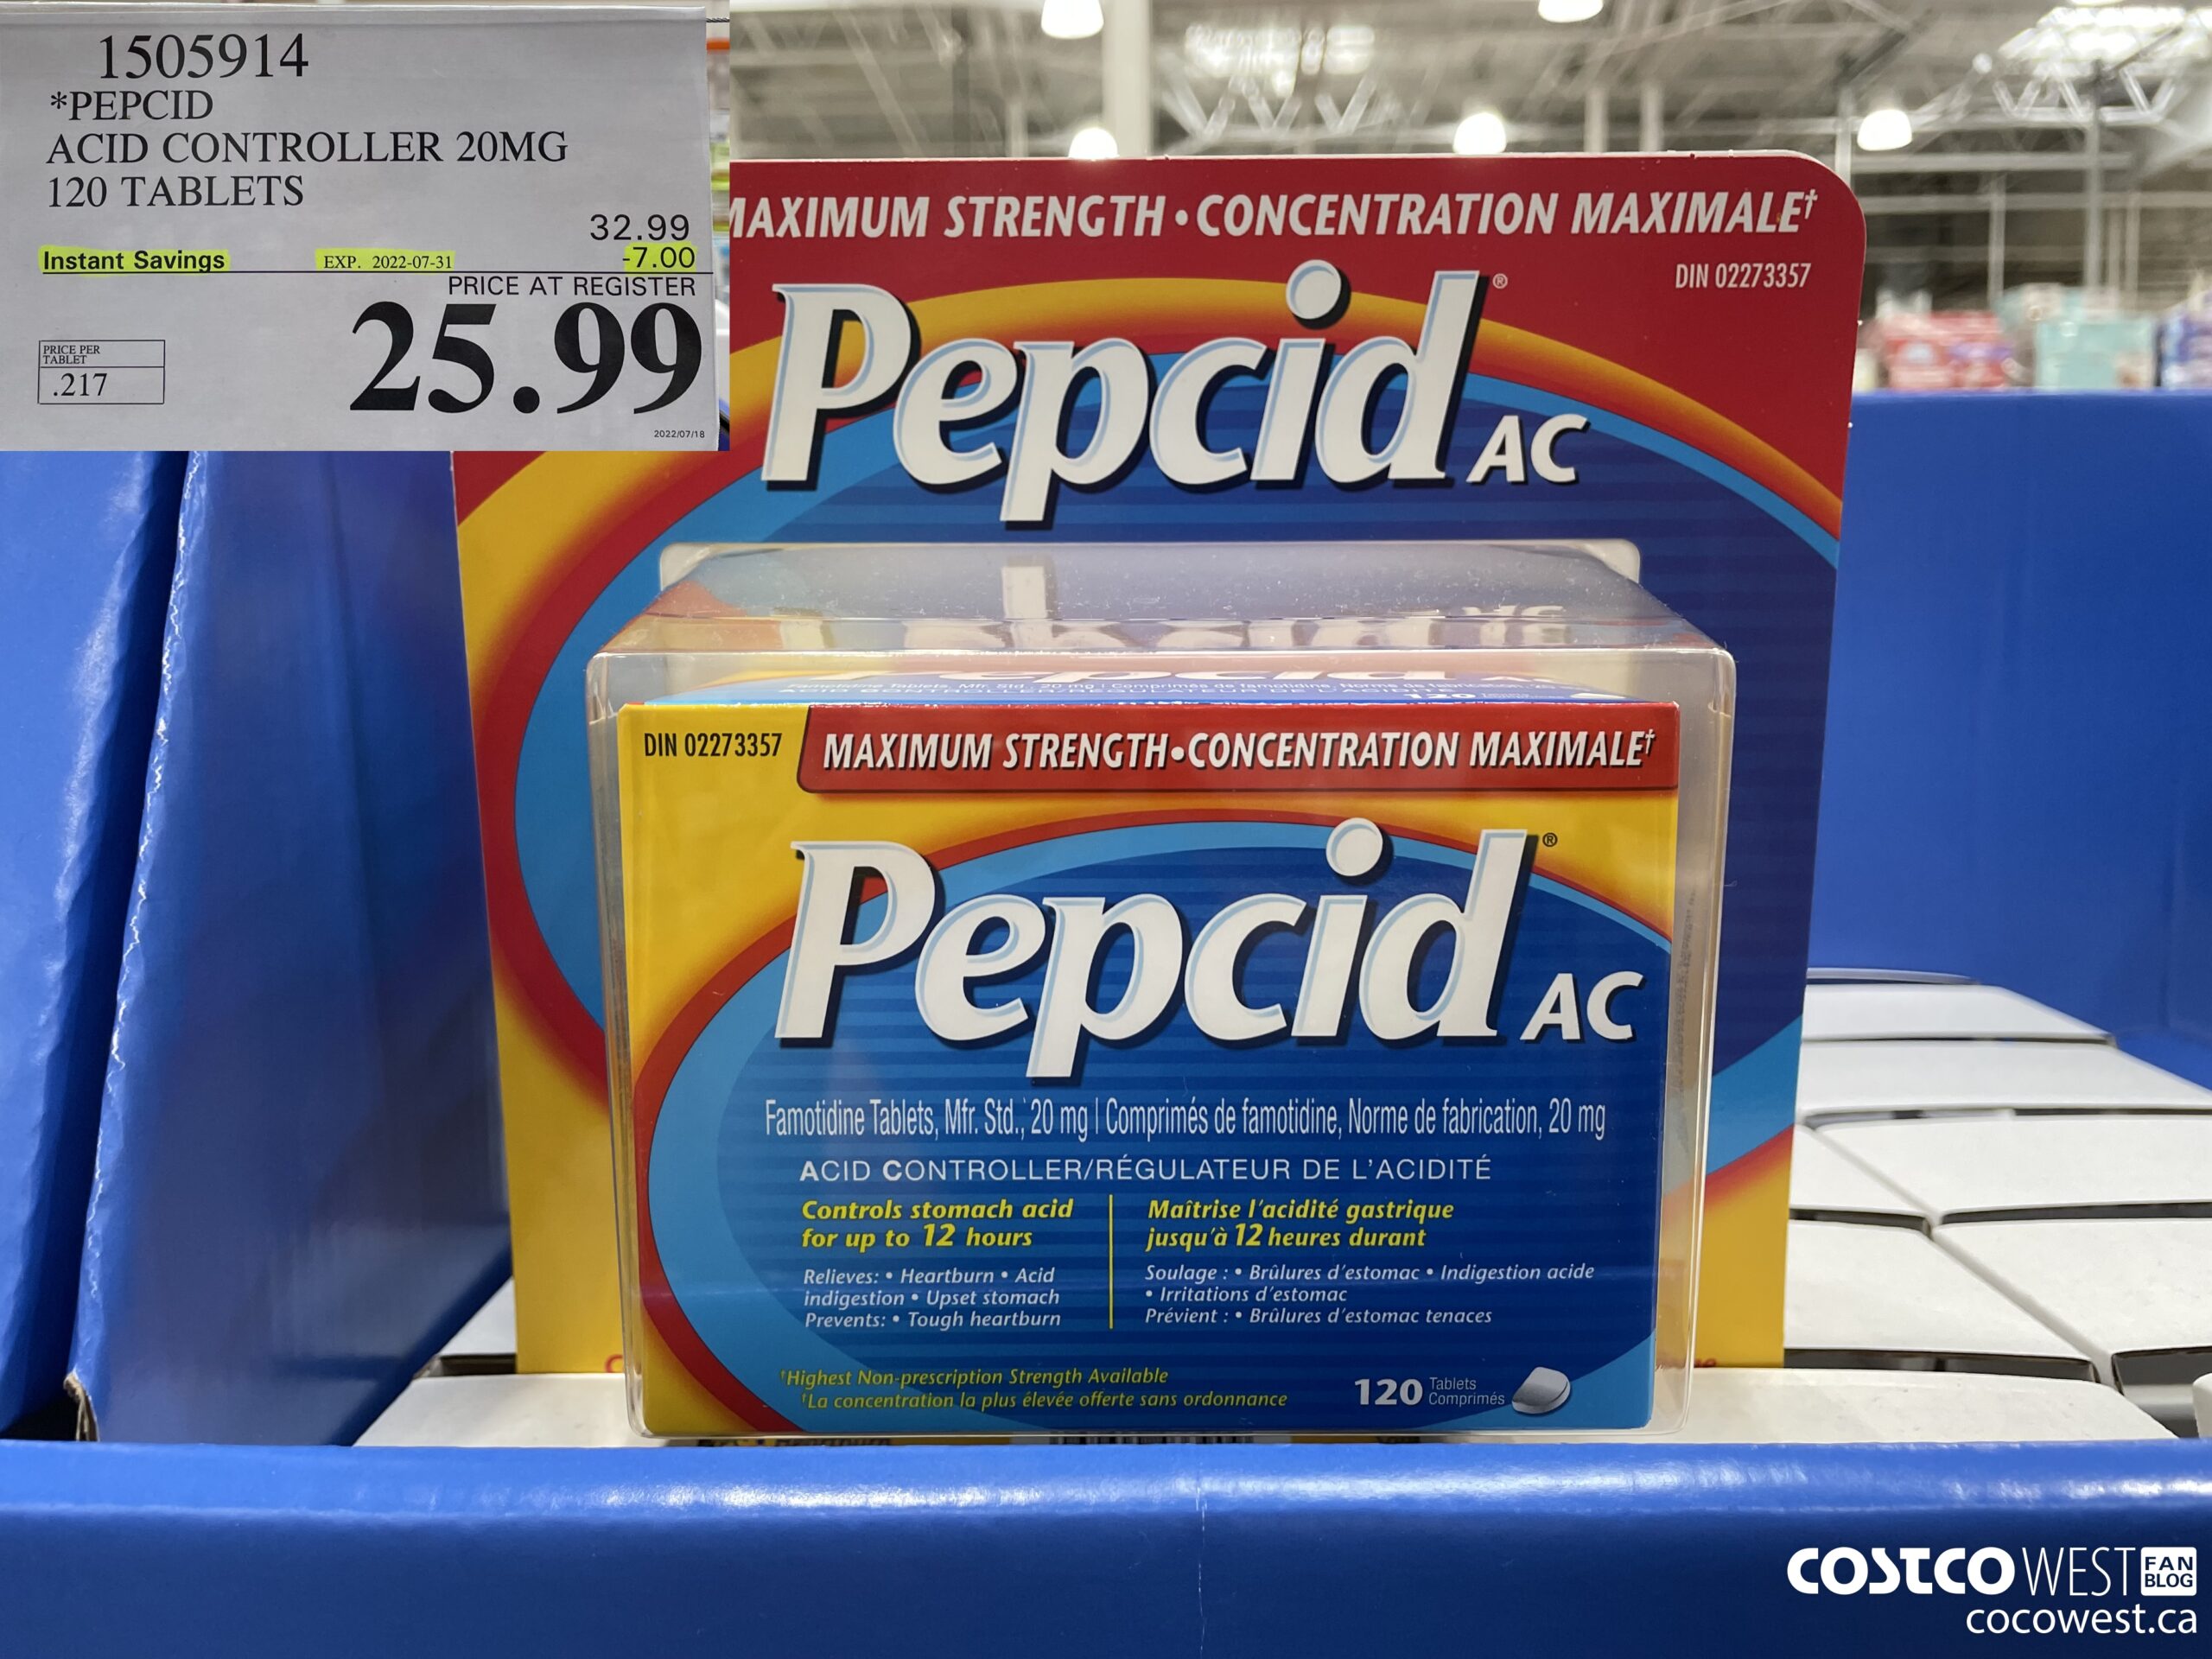 1505914
*PEPCID
ACID CONTROLLER 20MG
120 TABLETS
32.99
Instant Savings EXP. 2022-07-31 -7.00
PRICE AT REGISTER
25.99
PRICE PER
TABLET
.217
2022/07/18
MAXIMUM STRENGTH • CONCENTRATION MAXIMALE†
DIN 02273357
Pepcid® AC
DIN 02273357
MAXIMUM STRENGTH•CONCENTRATION MAXIMALE†
Pepcid® AC
Famotidine Tablets, Mfr. Std., 20 mg | Comprimés de famotidine, Norme de fabrication, 20 mg
ACID CONTROLLER/RÉGULATEUR DE L'ACIDITÉ
Controls stomach acid
for up to 12 hours
Relieves: • Heartburn • Acid
indigestion • Upset stomach
Prevents: • Tough heartburn
Maîtrise l'acidité gastrique
jusqu'à 12 heures durant
Soulage : • Brûlures d'estomac • Indigestion acide
• Irritations d'estomac
Prévient : • Brûlures d'estomac tenaces
†Highest Non-prescription Strength Available
†La concentration la plus élevée offerte sans ordonnance
120 Tablets
Comprimés
COSTCO WEST FAN BLOG
cocowest.ca